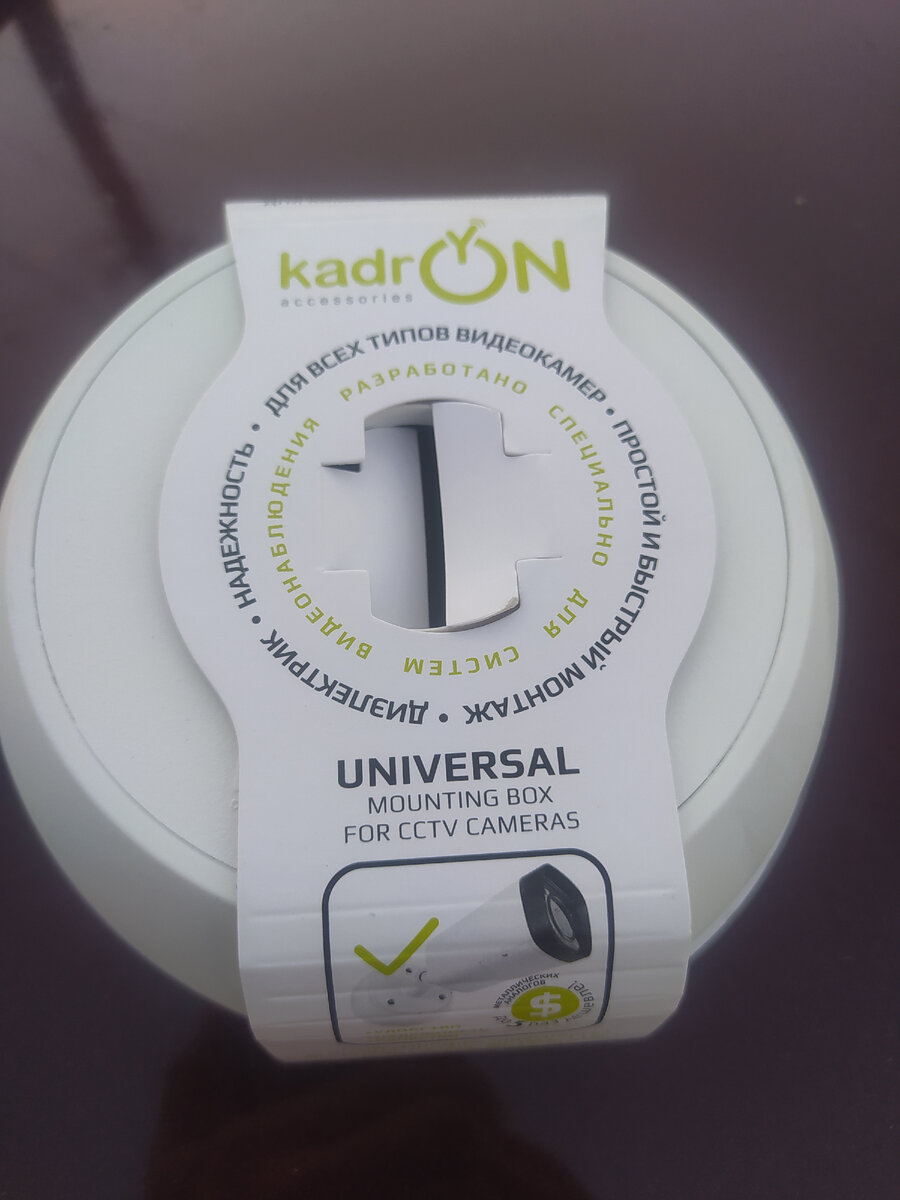 kadrON
accessories
ДЛЯ ВСЕХ ТИПОВ ВИДЕОКАМЕР • ПРОСТОЙ И БЫСТРЫЙ МОНТАЖ • ДИЭЛЕКТРИК • НАДЕЖНОСТЬ •
РАЗРАБОТАНО СПЕЦИАЛЬНО ДЛЯ СИСТЕМ ВИДЕОНАБЛЮДЕНИЯ
UNIVERSAL
MOUNTING BOX
FOR CCTV CAMERAS
МЕТАЛЛИЧЕСКИХ
АНАЛОГОВ
$